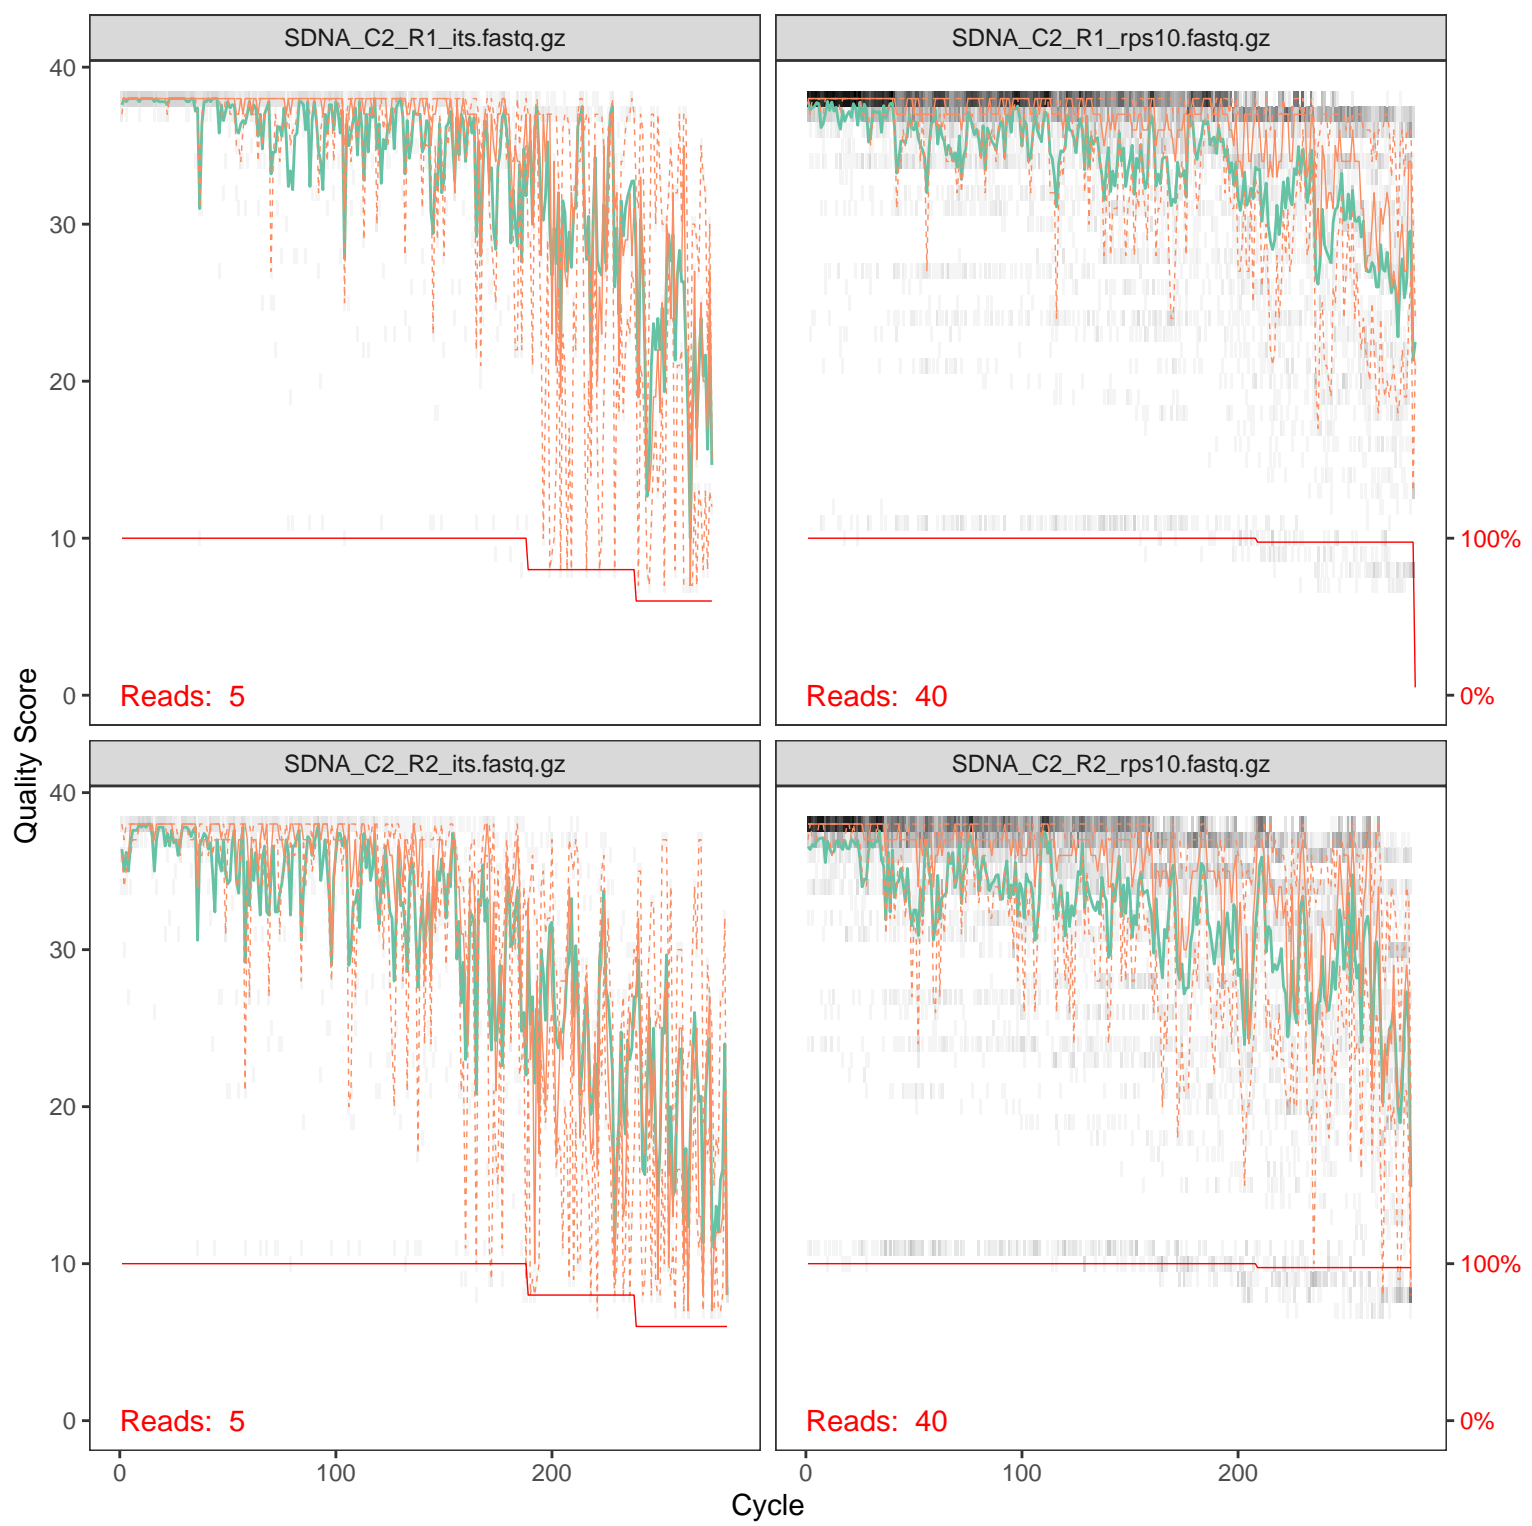 SDNA_C2_R1_its.fastq.gz
SDNA_C2_R1_rps10.fastq.gz
40
30
20
10
0
100%
0%
Reads: 5
Reads: 40
Quality Score
SDNA_C2_R2_its.fastq.gz
SDNA_C2_R2_rps10.fastq.gz
40
30
20
10
0
100%
0%
Reads: 5
Reads: 40
0
100
200
0
100
200
Cycle